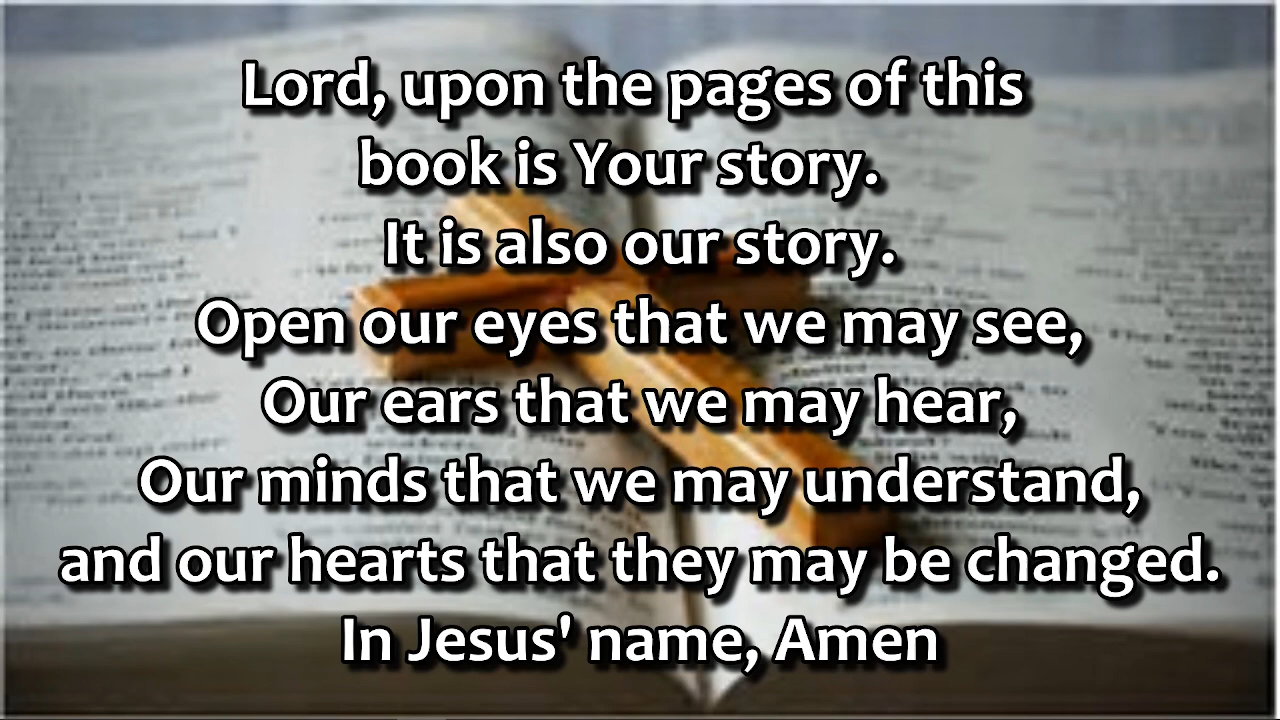 Lord, upon the pages of this
book is Your story.
It is also our story.
Open our eyes that we may see,
Our ears that we may hear,
Our minds that we may understand,
and our hearts that they may be changed.
In Jesus' name, Amen